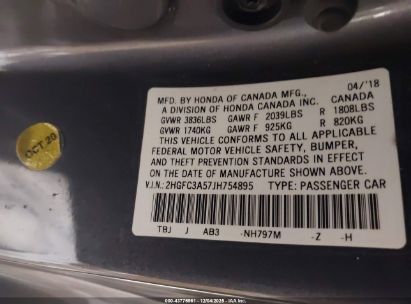 MFD. BY HONDA OF CANADA MFG., 04/'18
A DIVISION OF HONDA CANADA INC. CANADA
GVWR 3836LBS GAWR F 2039LBS R 1808LBS
GVWR 1740KG GAWR F 925KG R 820KG
THIS VEHICLE CONFORMS TO ALL APPLICABLE
FEDERAL MOTOR VEHICLE SAFETY, BUMPER,
AND THEFT PREVENTION STANDARDS IN EFFECT
ON THE DATE OF MANUFACTURE SHOWN ABOVE.
V.I.N.: 2HGFC3A57JH754895 TYPE: PASSENGER CAR
TBJ J AB3 -NH797M -Z -H
OCT 20